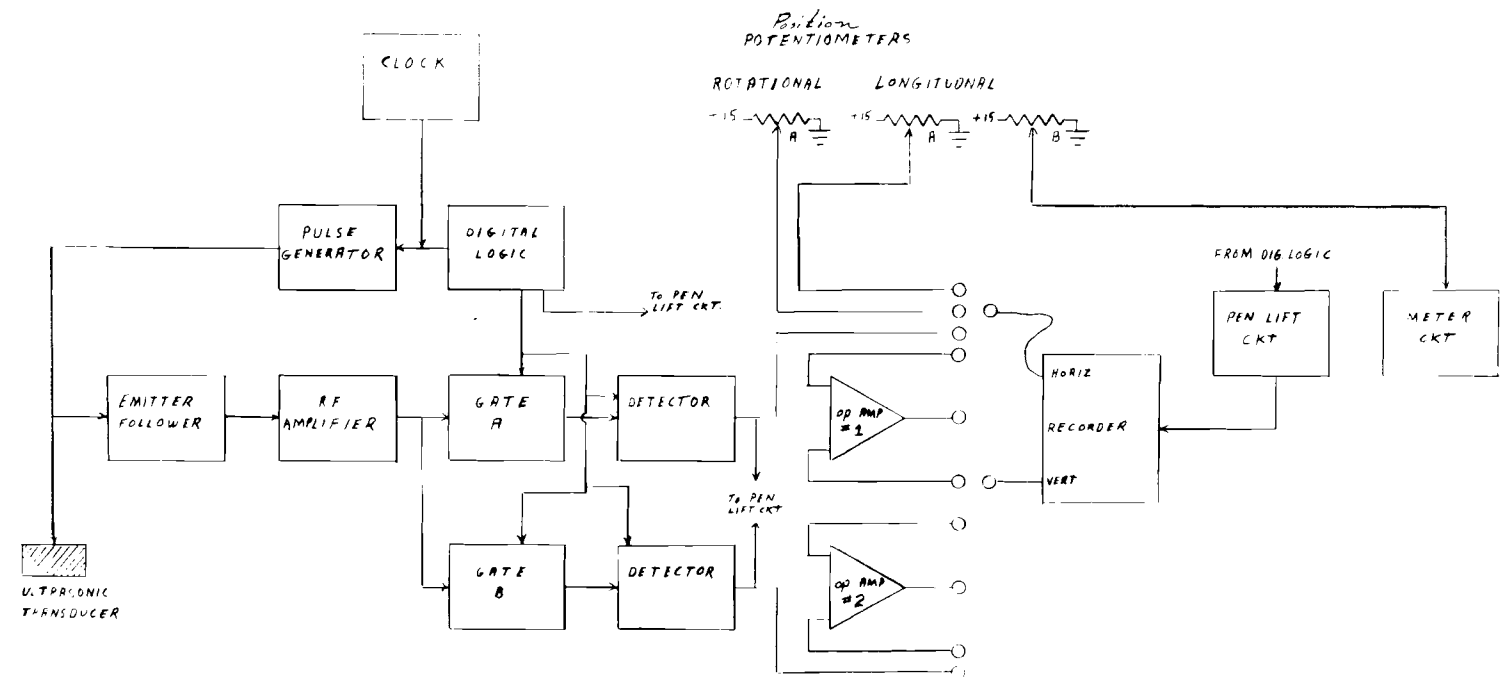 Position
POTENTIOMETERS
CLOCK
ROTATIONAL
LONGITUDNAL
+15
A
+15
A
+15
B
PULSE
GENERATOR
DIGITAL
LOGIC
TO PEN
LIFT CKT.
FROM DIG. LOGIC
PEN LIFT
CKT
METER
CKT
EMITTER
FOLLOWER
RF
AMPLIFIER
GATE
A
DETECTOR
OP AMP
#1
HORIZ
RECORDER
VERT
TO PEN
LIFT CKT
GATE
B
DETECTOR
OP AMP
#2
ULTRASONIC
TRANSDUCER